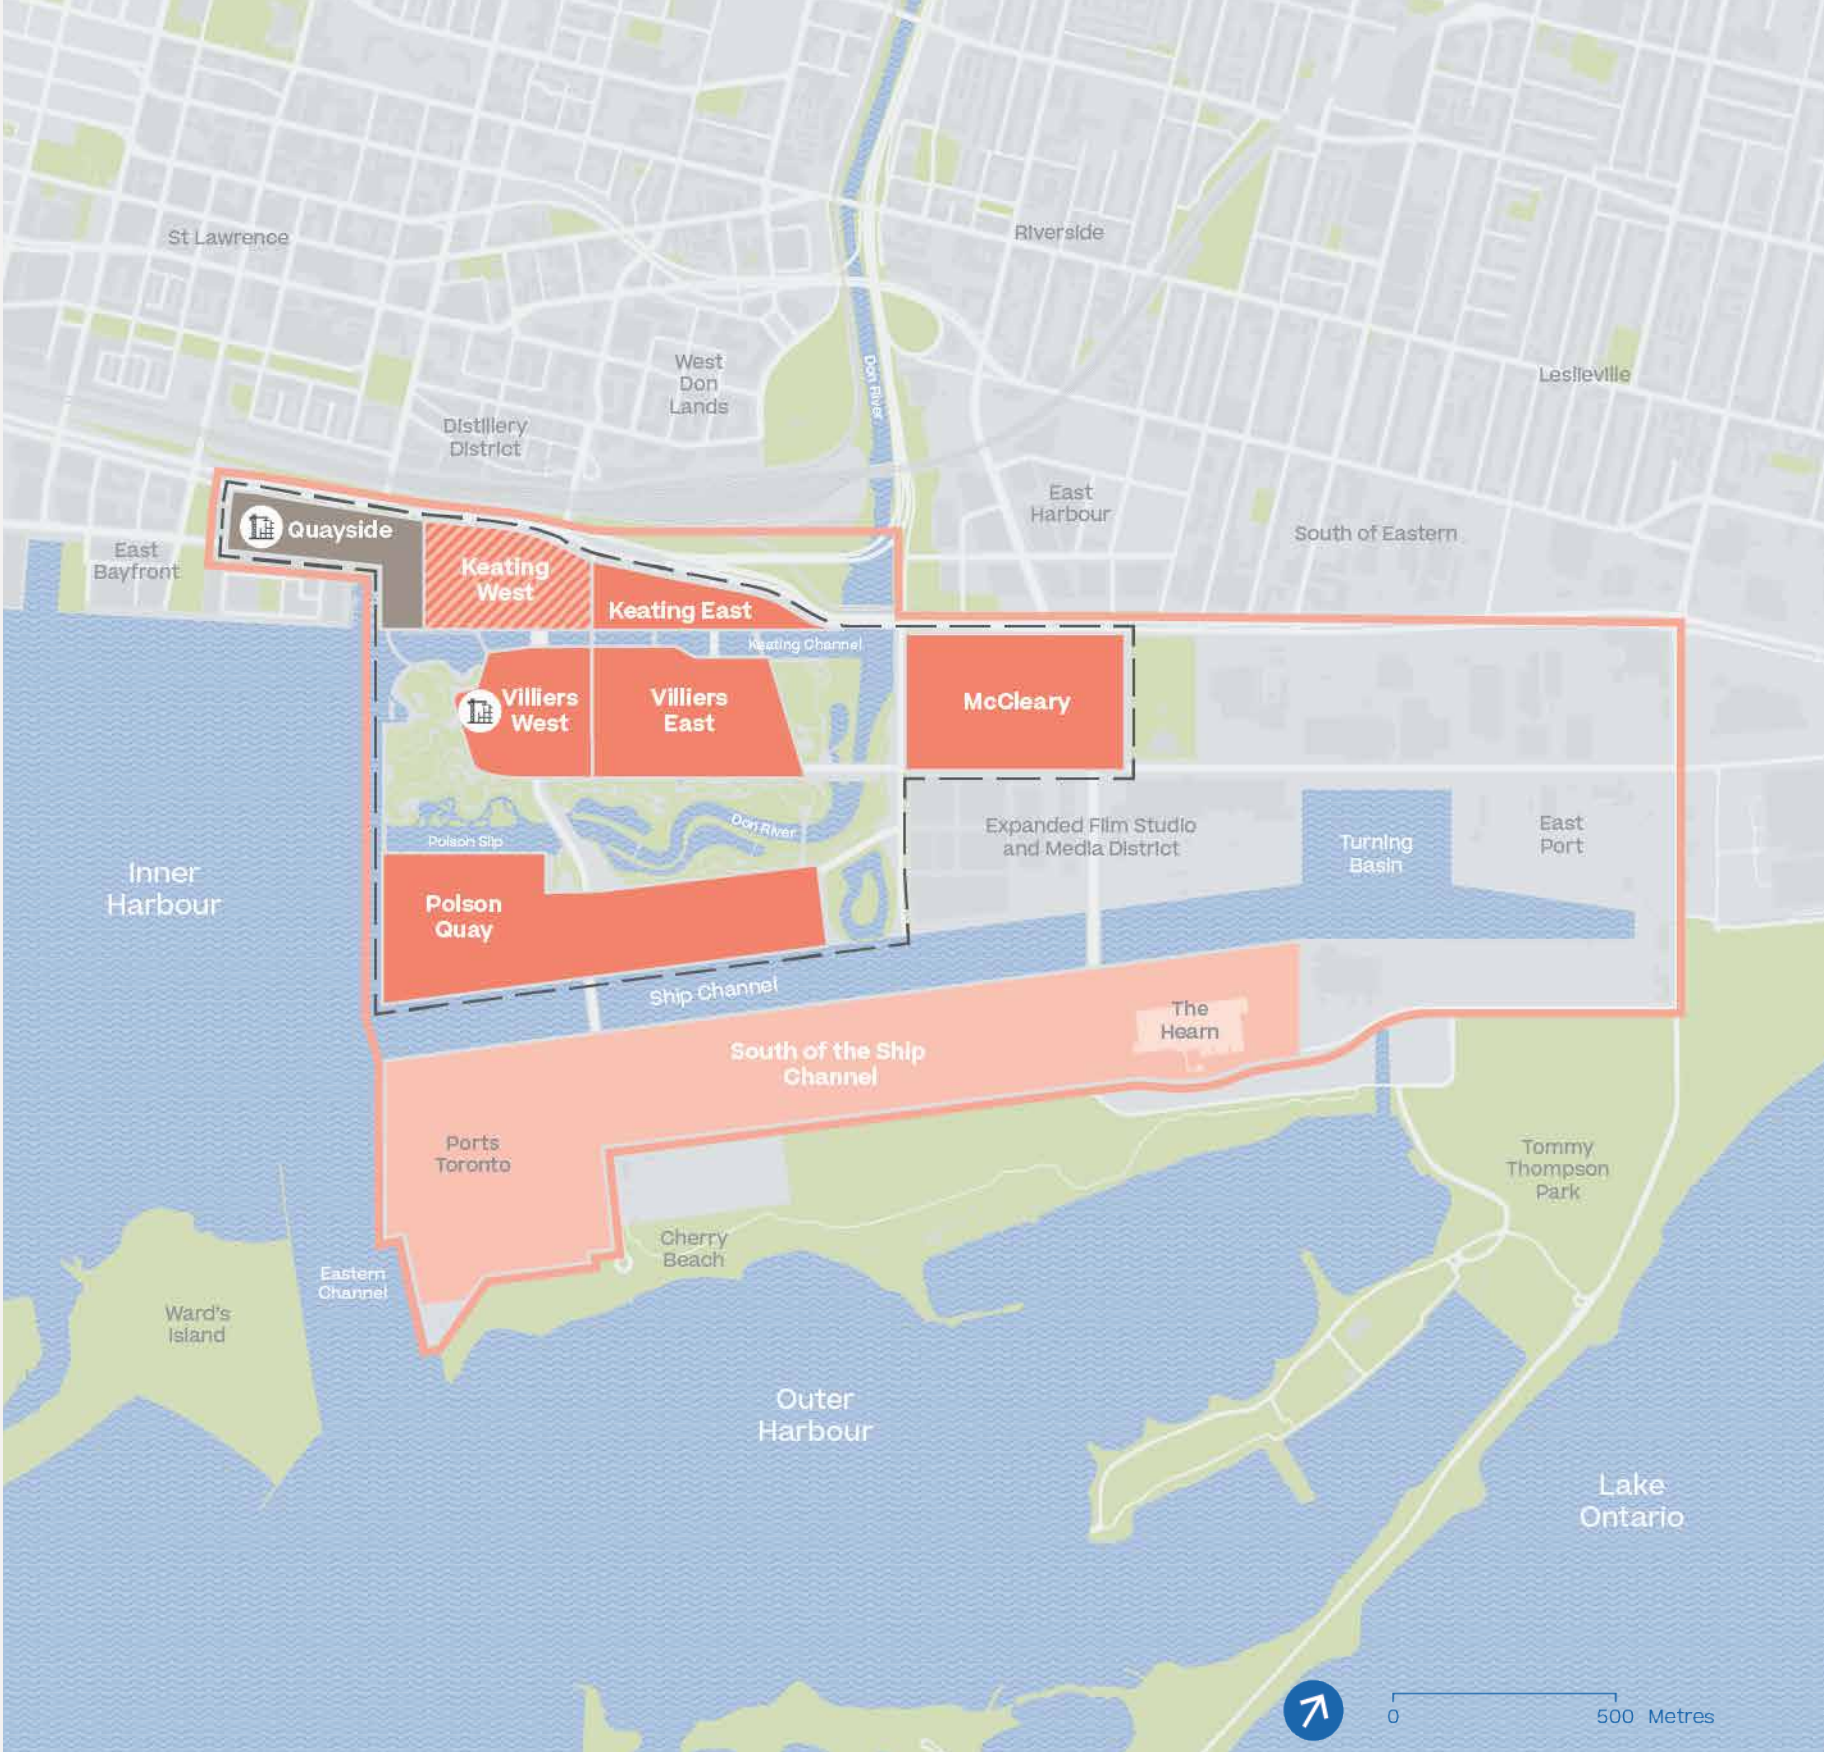 St Lawrence
Riverside
West
Don
Lands
Don River
Leslieville
Distillery
District
East
Harbour
South of Eastern
Quayside
East
Bayfront
Keating
West
Keating East
Keating Channel
Villiers
West
Villiers
East
McCleary
Don River
Polson Slip
Expanded Film Studio
and Media District
Turning
Basin
East
Port
Inner
Harbour
Polson
Quay
Ship Channel
The
Hearn
South of the Ship
Channel
Ports
Toronto
Tommy
Thompson
Park
Cherry
Beach
Eastern
Channel
Ward's
Island
Outer
Harbour
Lake
Ontario
0 500 Metres